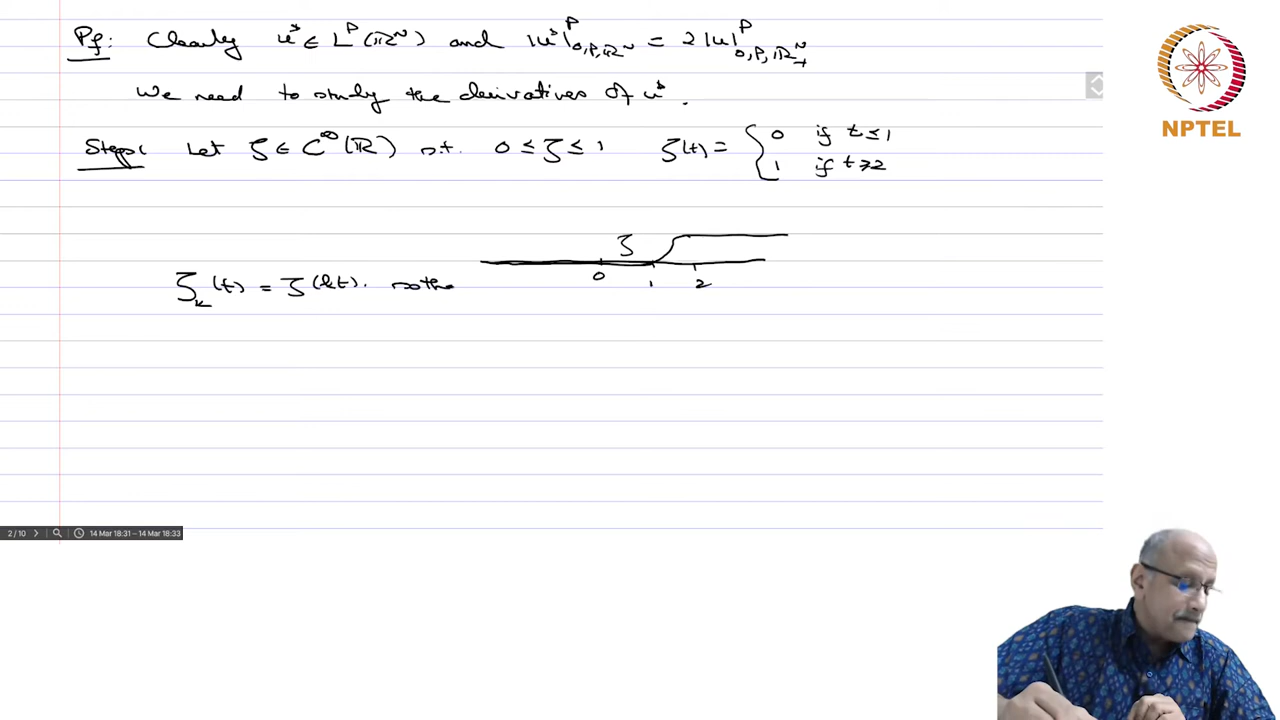 Pf: Clearly u* ∈ L^P(ℝ^N) and |u*|^P_{0,P,ℝ^N} = 2|u|^P_{0,P,ℝ^N_+}
We need to study the derivatives of u*.
Step 1 Let ζ ∈ C^∞(ℝ) s.t. 0 ≤ ζ ≤ 1 ζ(t) = { 0 if t ≤ 1
1 if t ≥ 2
ζ
0 1 2
ζ_k(t) = ζ(kt). so the
NPTEL
2 / 10 14 Mar 18:31 – 14 Mar 18:33